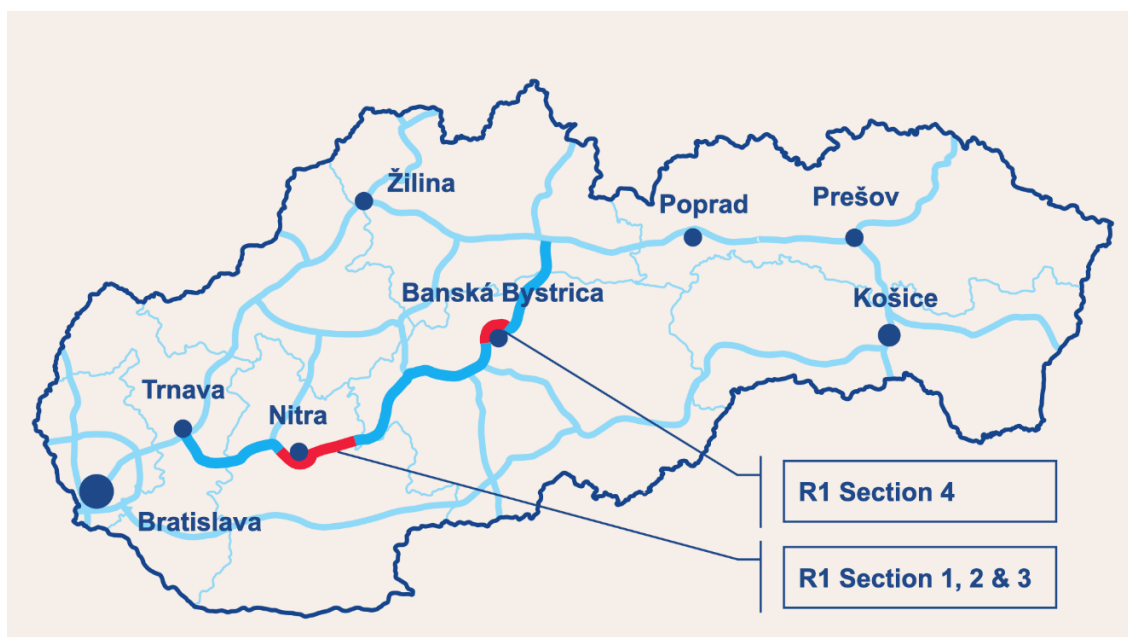 Žilina
Poprad
Prešov
Banská Bystrica
Košice
Trnava
Nitra
Bratislava
R1 Section 4
R1 Section 1, 2 & 3